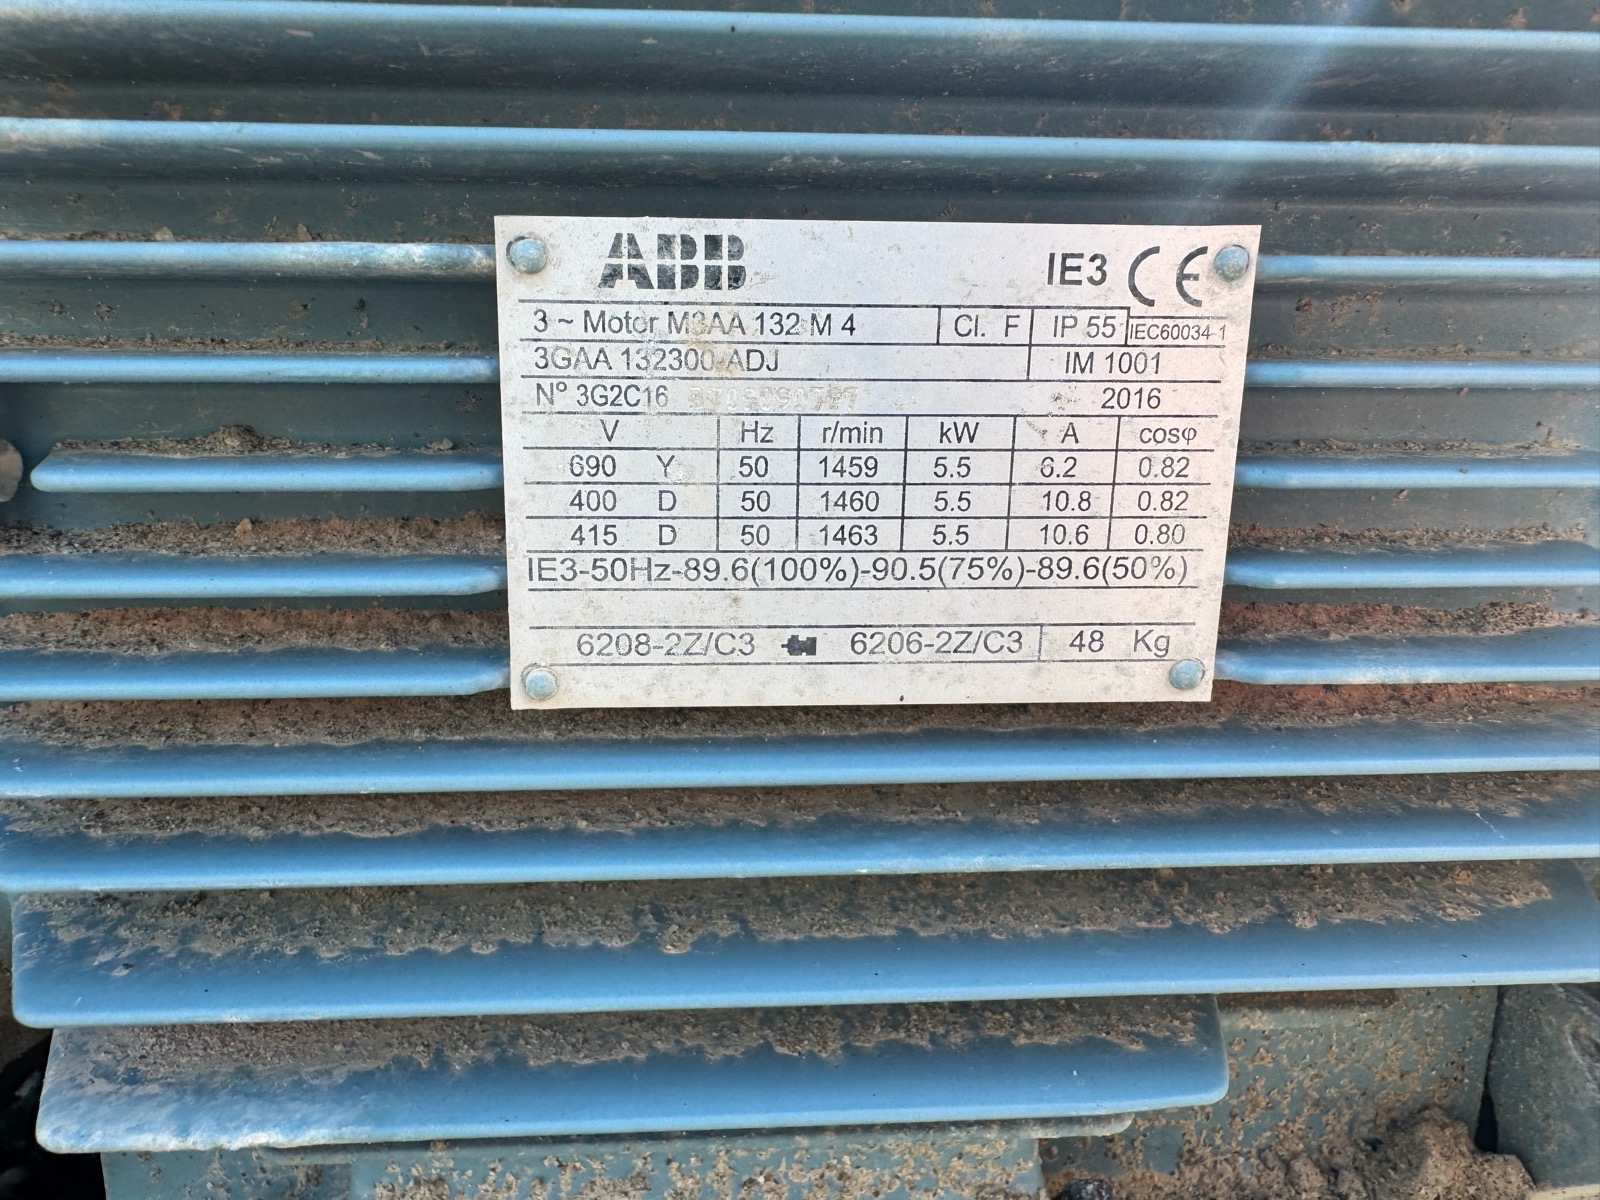 ABB IE3 CE
3 ~ Motor M3AA 132 M 4 Cl. F IP 55 IEC60034-1
3GAA 132300-ADJ IM 1001
Nº 3G2C16 2016
V Hz r/min kW A cosφ
690 Y 50 1459 5.5 6.2 0.82
400 D 50 1460 5.5 10.8 0.82
415 D 50 1463 5.5 10.6 0.80
IE3-50Hz-89.6(100%)-90.5(75%)-89.6(50%)
6208-2Z/C3 6206-2Z/C3 48 Kg